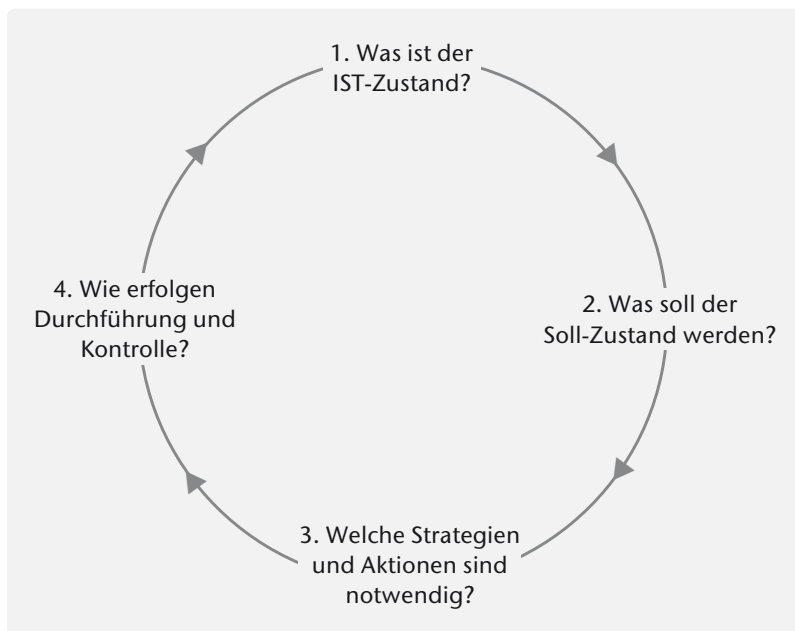 1. Was ist der
IST-Zustand?
2. Was soll der
Soll-Zustand werden?
3. Welche Strategien
und Aktionen sind
notwendig?
4. Wie erfolgen
Durchführung und
Kontrolle?